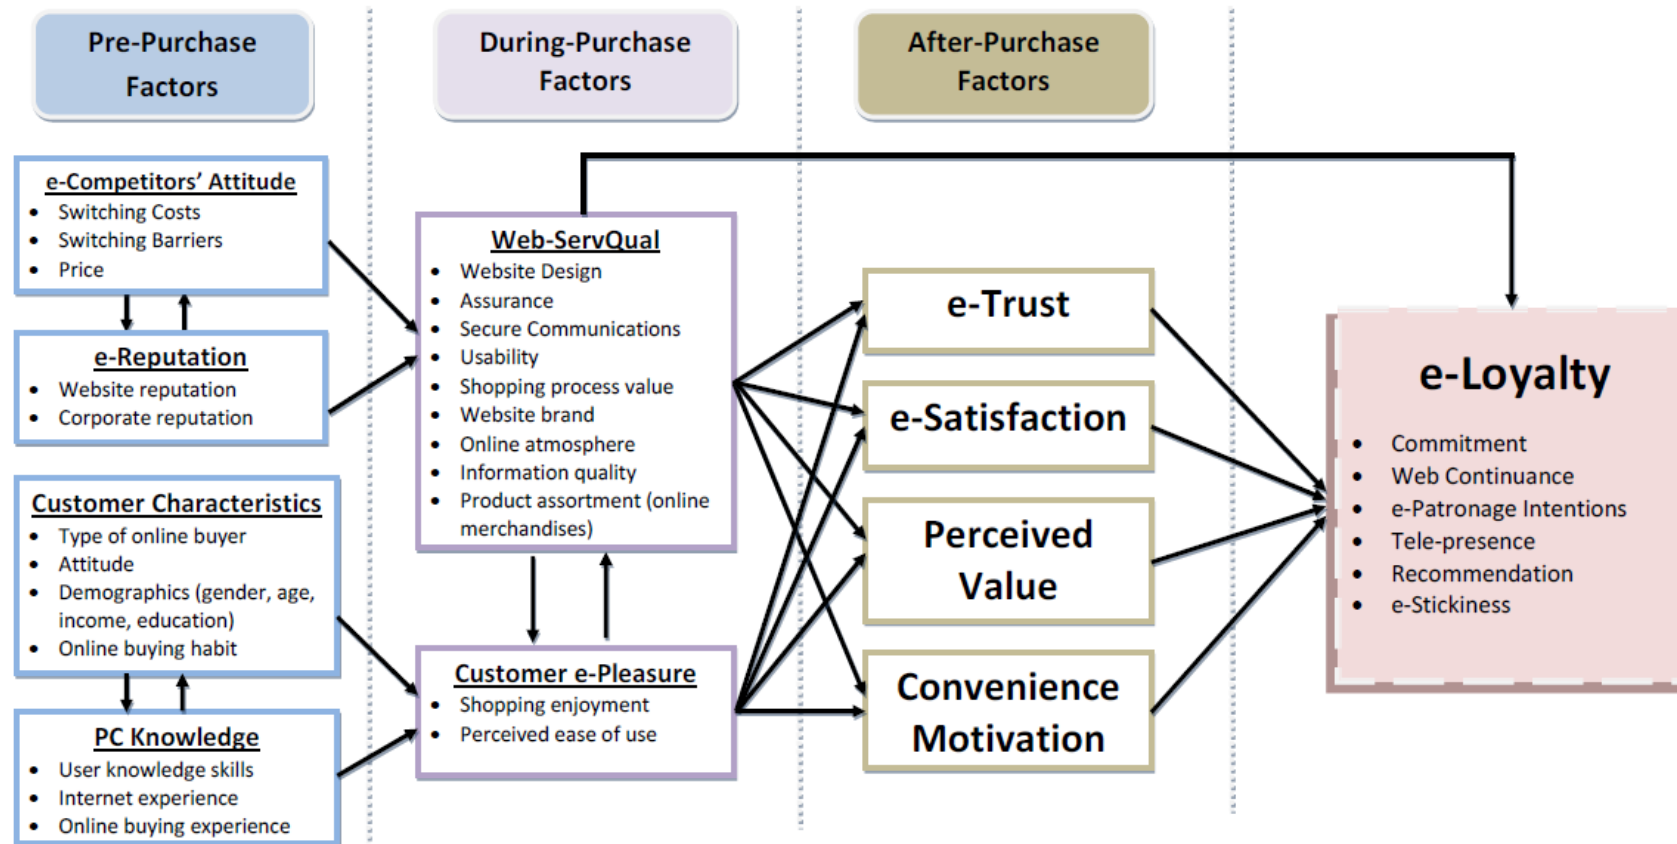 Pre-Purchase
Factors
During-Purchase
Factors
After-Purchase
Factors
e-Competitors’ Attitude
• Switching Costs
• Switching Barriers
• Price
e-Reputation
• Website reputation
• Corporate reputation
Customer Characteristics
• Type of online buyer
• Attitude
• Demographics (gender, age,
income, education)
• Online buying habit
PC Knowledge
• User knowledge skills
• Internet experience
• Online buying experience
Web-ServQual
• Website Design
• Assurance
• Secure Communications
• Usability
• Shopping process value
• Website brand
• Online atmosphere
• Information quality
• Product assortment (online
merchandises)
Customer e-Pleasure
• Shopping enjoyment
• Perceived ease of use
e-Trust
e-Satisfaction
Perceived
Value
Convenience
Motivation
e-Loyalty
• Commitment
• Web Continuance
• e-Patronage Intentions
• Tele-presence
• Recommendation
• e-Stickiness